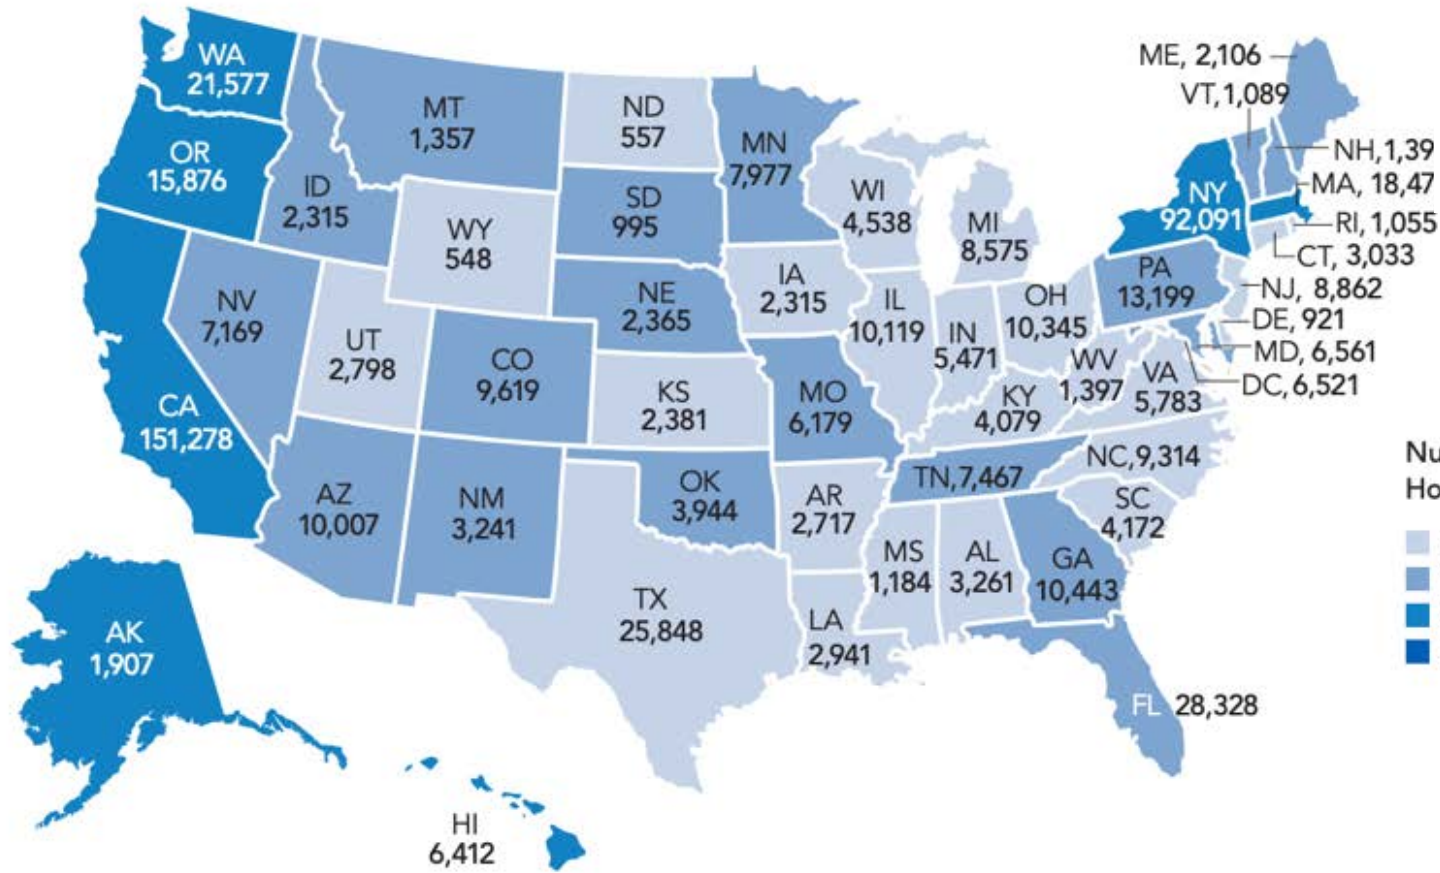 WA
21,577
OR
15,876
CA
151,278
AK
1,907
HI
6,412
ID
2,315
NV
7,169
MT
1,357
WY
548
UT
2,798
AZ
10,007
CO
9,619
NM
3,241
ND
557
SD
995
NE
2,365
KS
2,381
OK
3,944
TX
25,848
MN
7,977
IA
2,315
MO
6,179
AR
2,717
LA
2,941
WI
4,538
IL
10,119
MI
8,575
IN
5,471
OH
10,345
KY
4,079
TN, 7,467
MS
1,184
AL
3,261
GA
10,443
FL 28,328
SC
4,172
NC, 9,314
VA
5,783
WV
1,397
PA
13,199
NY
92,091
ME, 2,106
VT, 1,089
NH, 1,39
MA, 18,47
RI, 1,055
CT, 3,033
NJ, 8,862
DE, 921
MD, 6,561
DC, 6,521
Nu
Ho